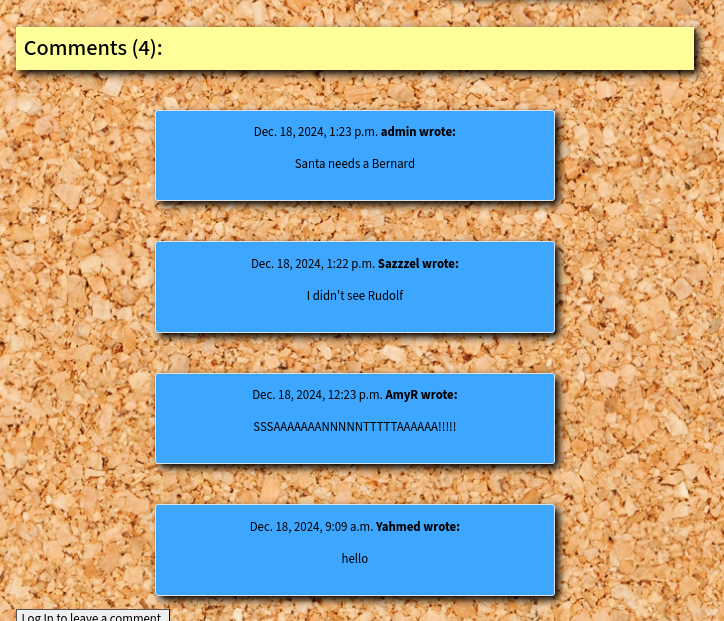 Comments (4):
Dec. 18, 2024, 1:23 p.m. admin wrote:
Santa needs a Bernard
Dec. 18, 2024, 1:22 p.m. Sazzzel wrote:
I didn't see Rudolf
Dec. 18, 2024, 12:23 p.m. AmyR wrote:
SSSAAAAAAANNNNNTTTTTAAAAAA!!!!!
Dec. 18, 2024, 9:09 a.m. Yahmed wrote:
hello
Log In to leave a comment